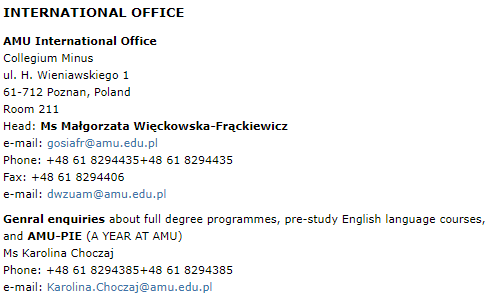 INTERNATIONAL OFFICE
AMU International Office
Collegium Minus
ul. H. Wieniawskiego 1
61-712 Poznan, Poland
Room 211
Head: Ms Małgorzata Więckowska-Frąckiewicz
e-mail: gosiafr@amu.edu.pl
Phone: +48 61 8294435+48 61 8294435
Fax: +48 61 8294406
e-mail: dwzuam@amu.edu.pl
Genral enquiries about full degree programmes, pre-study English language courses,
and AMU-PIE (A YEAR AT AMU)
Ms Karolina Choczaj
Phone: +48 61 8294385+48 61 8294385
e-mail: Karolina.Choczaj@amu.edu.pl